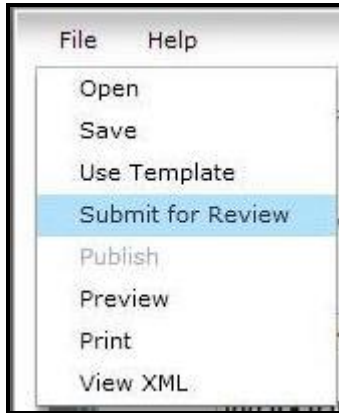 File Help
Open
Save
Use Template
Submit for Review
Publish
Preview
Print
View XML